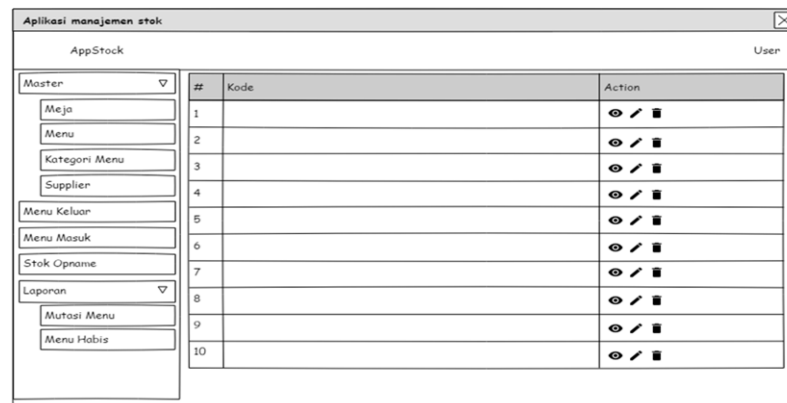 Aplikasi manajemen stok
AppStock User
Master
Meja
Menu
Kategori Menu
Supplier
Menu Keluar
Menu Masuk
Stok Opname
Laporan
Mutasi Menu
Menu Habis
# Kode Action
1
2
3
4
5
6
7
8
9
10